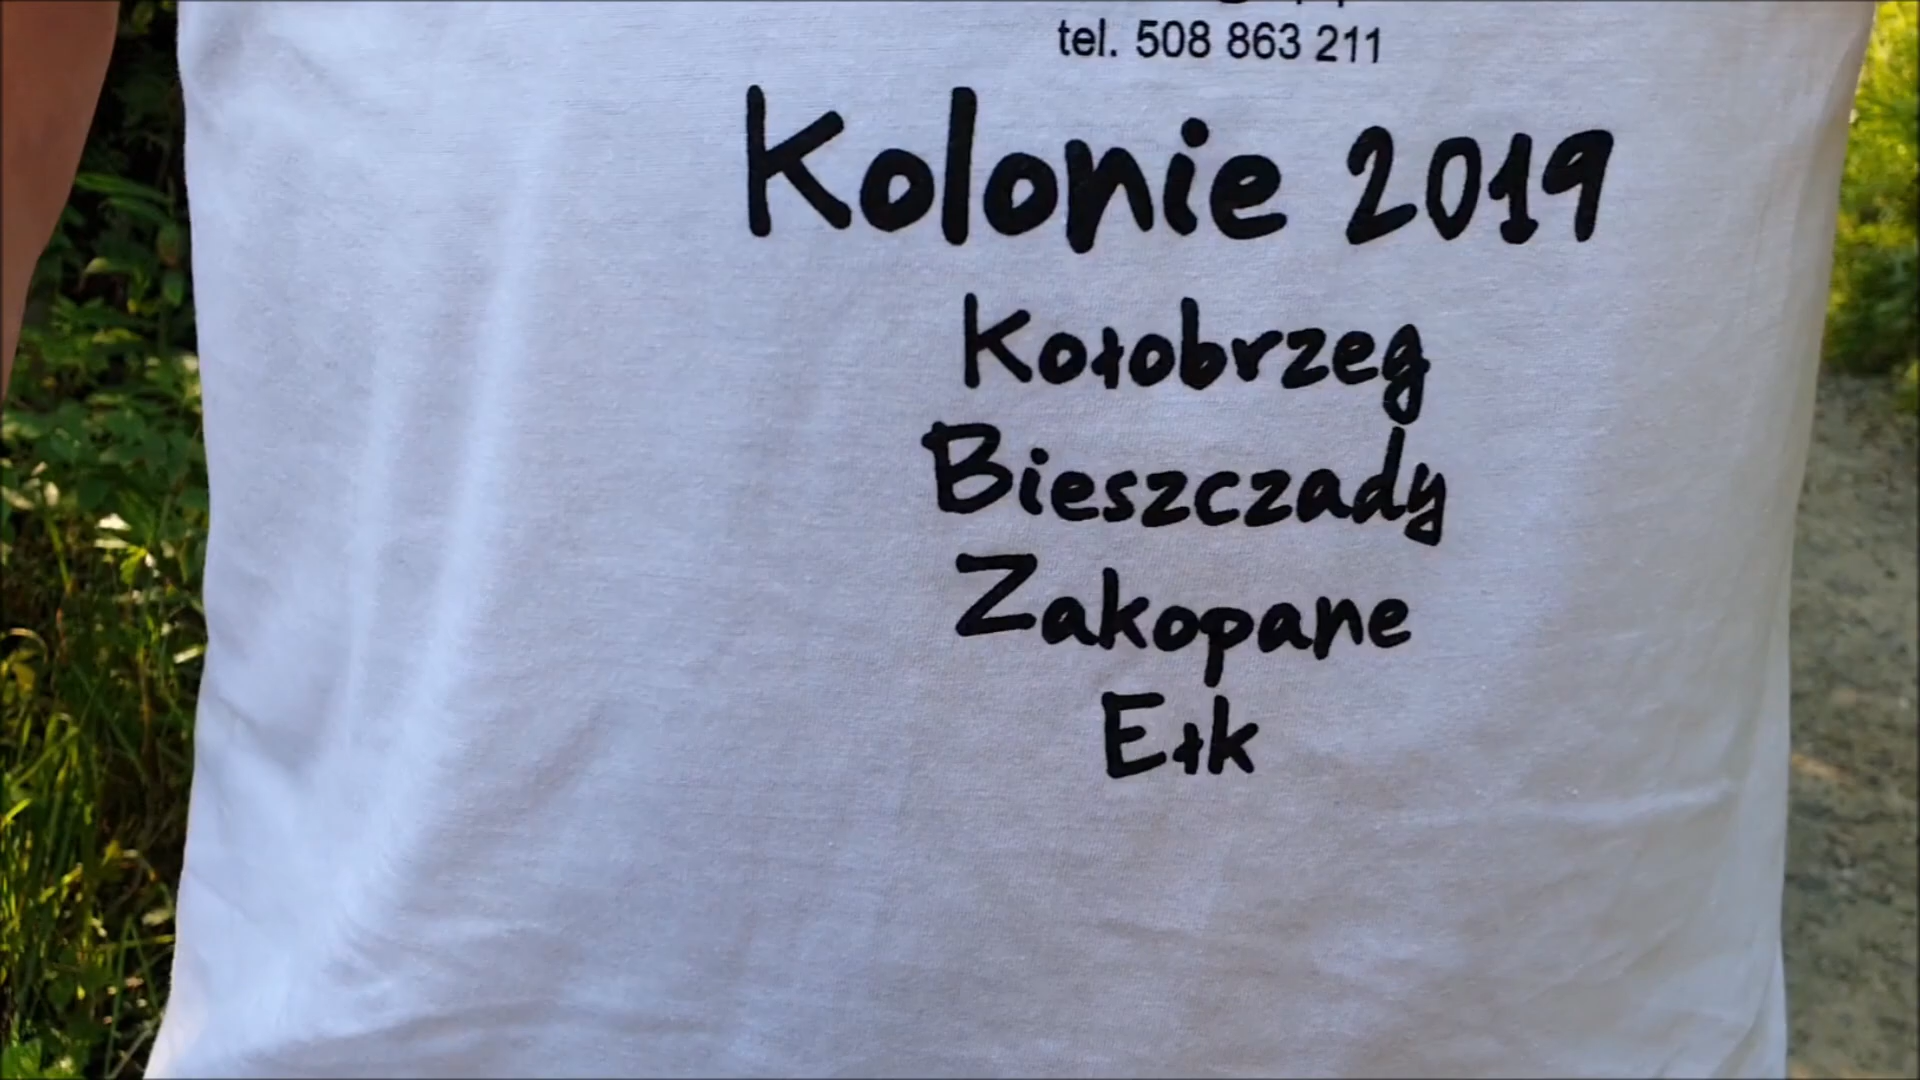 tel. 508 863 211
Kolonie 2019
Kołobrzeg
Bieszczady
Zakopane
Ełk